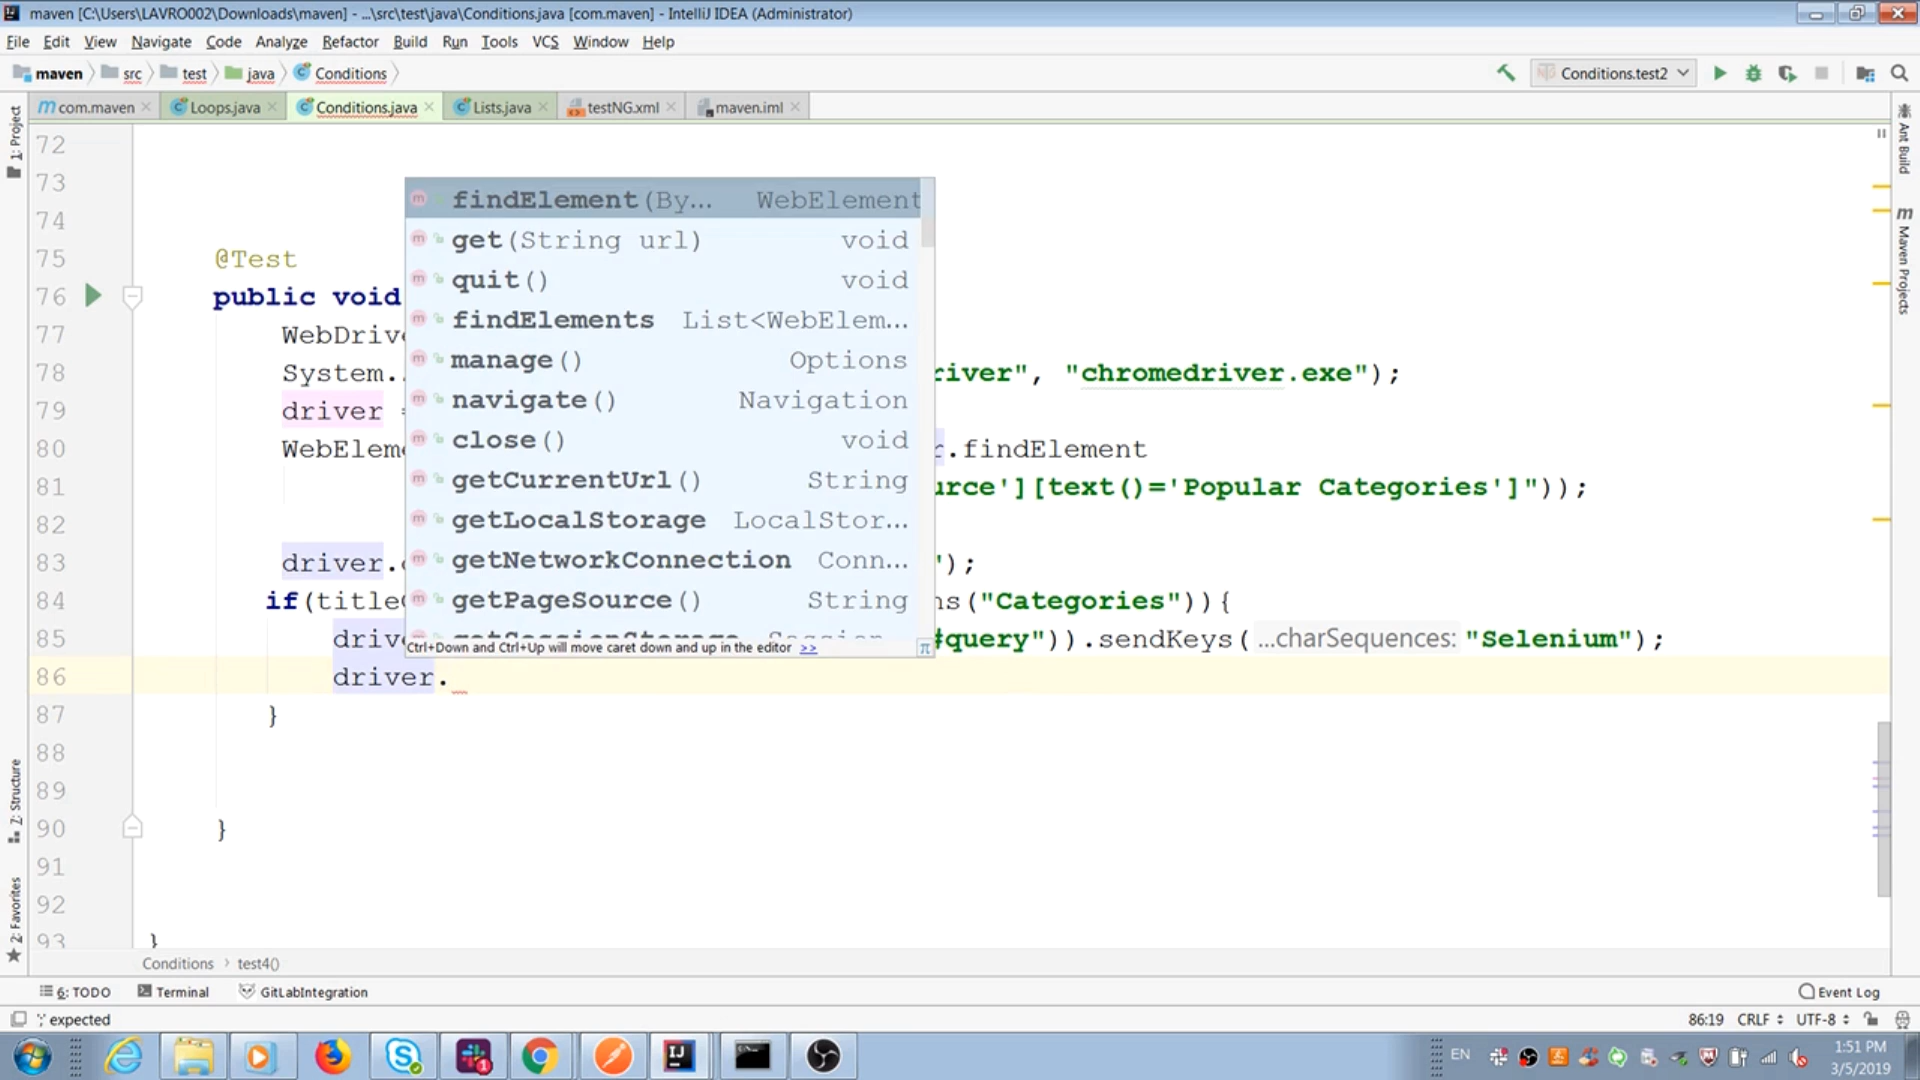 maven [C:\Users\LAVRO002\Downloads\maven] - ...\src\test\java\Conditions.java [com.maven] - IntelliJ IDEA (Administrator)
File Edit View Navigate Code Analyze Refactor Build Run Tools VCS Window Help
maven src test java Conditions Conditions.test2
com.maven Loops.java Conditions.java Lists.java testNG.xml maven.iml
1: Project
Ant Build
Maven Projects
Z: Structure
2: Favorites
72
73
findElement(By... WebElement
74
get(String url) void
75 @Test
quit() void
76 public void
findElements List<WebElem...
77 WebDrive
manage() Options
78 System. river", "chromedriver.exe");
navigate() Navigation
79 driver =
close() void
80 WebEleme .findElement
getCurrentUrl() String
81 urce'][text()='Popular Categories']"));
getLocalStorage LocalStor...
82
getNetworkConnection Conn...
83 driver. ");
getPageSource() String
84 if(title ns("Categories")){
getSessionStorage Session
85 drive #query")).sendKeys( ...charSequences: "Selenium");
Ctrl+Down and Ctrl+Up will move caret down and up in the editor >> π
86 driver.
87 }
88
89
90 }
91
92
93 }
Conditions test4()
6: TODO Terminal GitLabIntegration Event Log
';' expected 86:19 CRLF UTF-8
EN 1:51 PM
3/5/2019